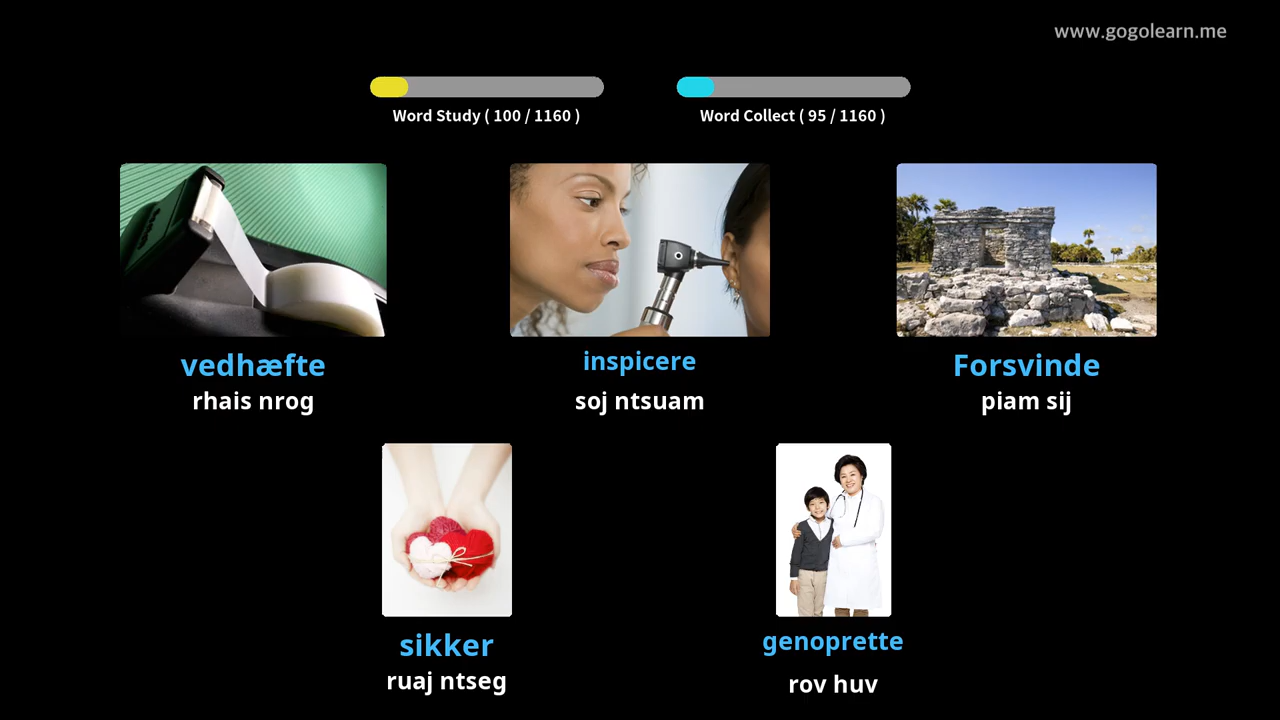 www.gogolearn.me
Word Study ( 100 / 1160 )
Word Collect ( 95 / 1160 )
vedhæfte
rhais nrog
inspicere
soj ntsuam
Forsvinde
piam sij
sikker
ruaj ntseg
genoprette
rov huv